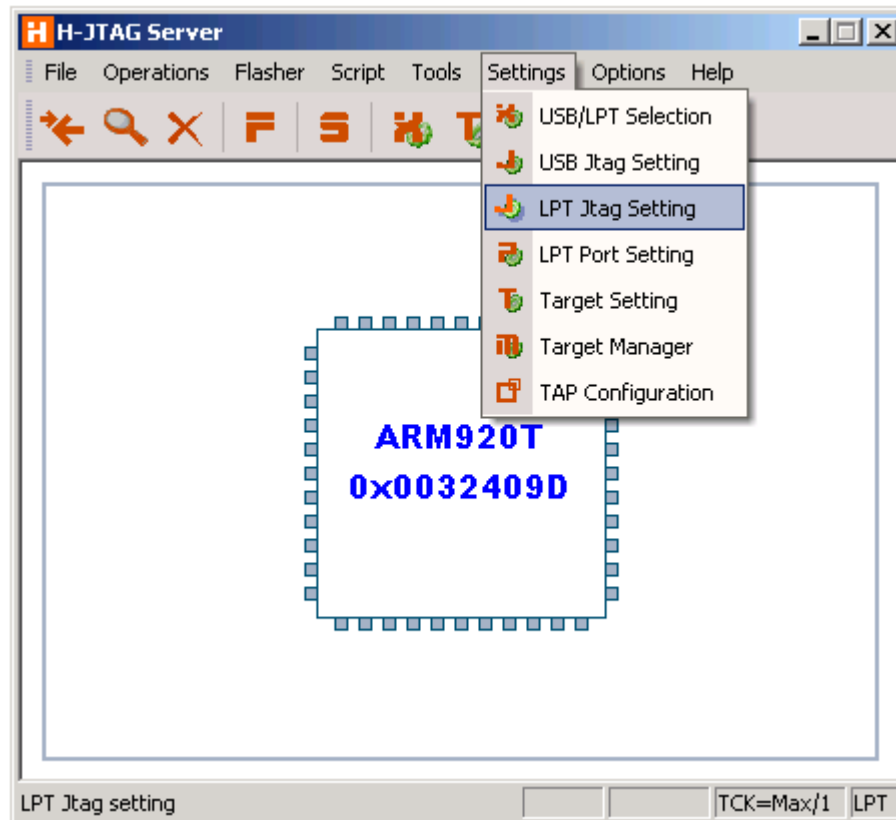 H H-JTAG Server
File Operations Flasher Script Tools Settings Options Help
USB/LPT Selection
USB Jtag Setting
LPT Jtag Setting
LPT Port Setting
Target Setting
Target Manager
TAP Configuration
ARM920T
0x0032409D
LPT Jtag setting TCK=Max/1 LPT